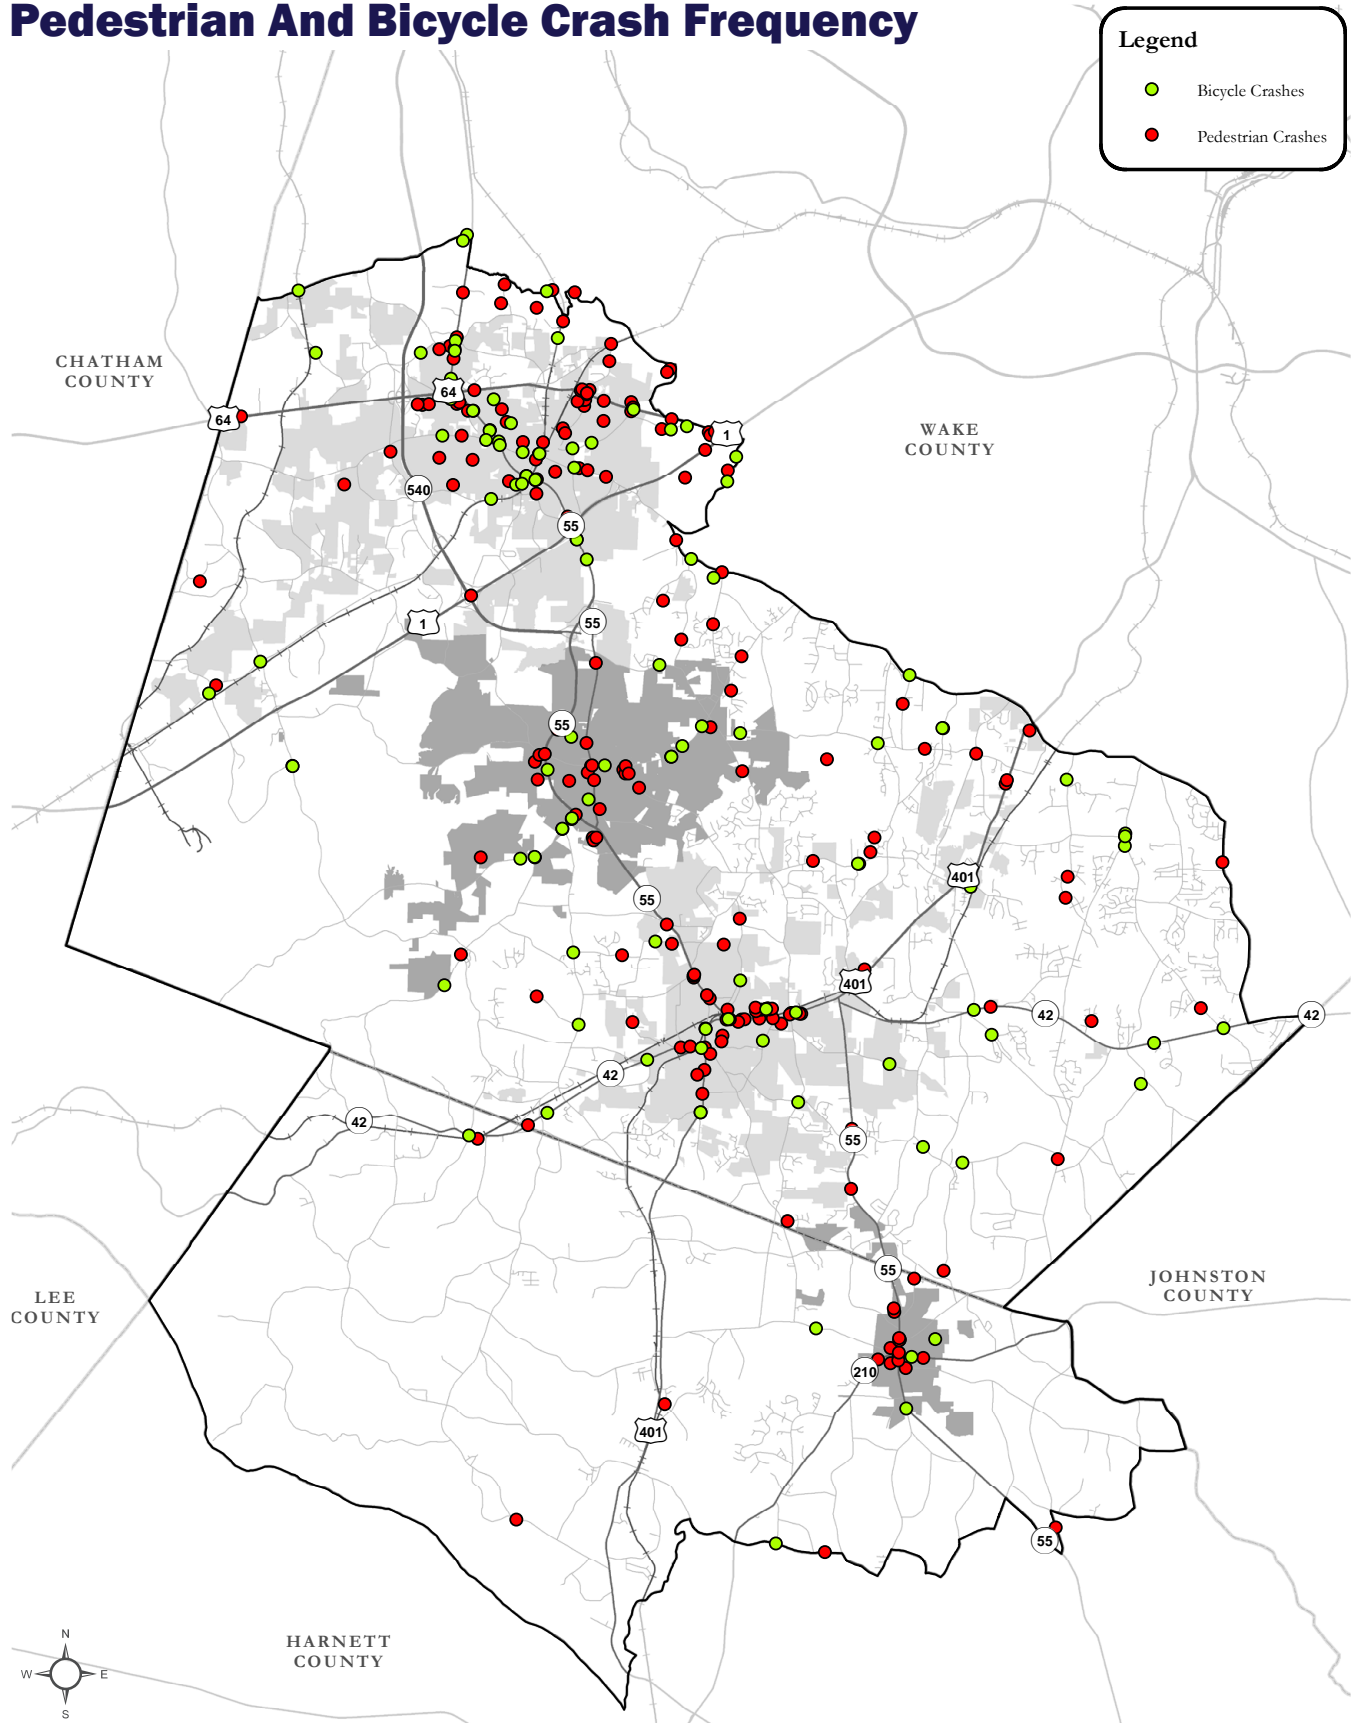 Pedestrian And Bicycle Crash Frequency
Legend
Bicycle Crashes
Pedestrian Crashes
CHATHAM
COUNTY
64
64
1
WAKE
COUNTY
540
55
1
55
55
401
55
401
42
42
42
42
55
55
JOHNSTON
COUNTY
LEE
COUNTY
210
401
55
HARNETT
COUNTY
N
W
E
S